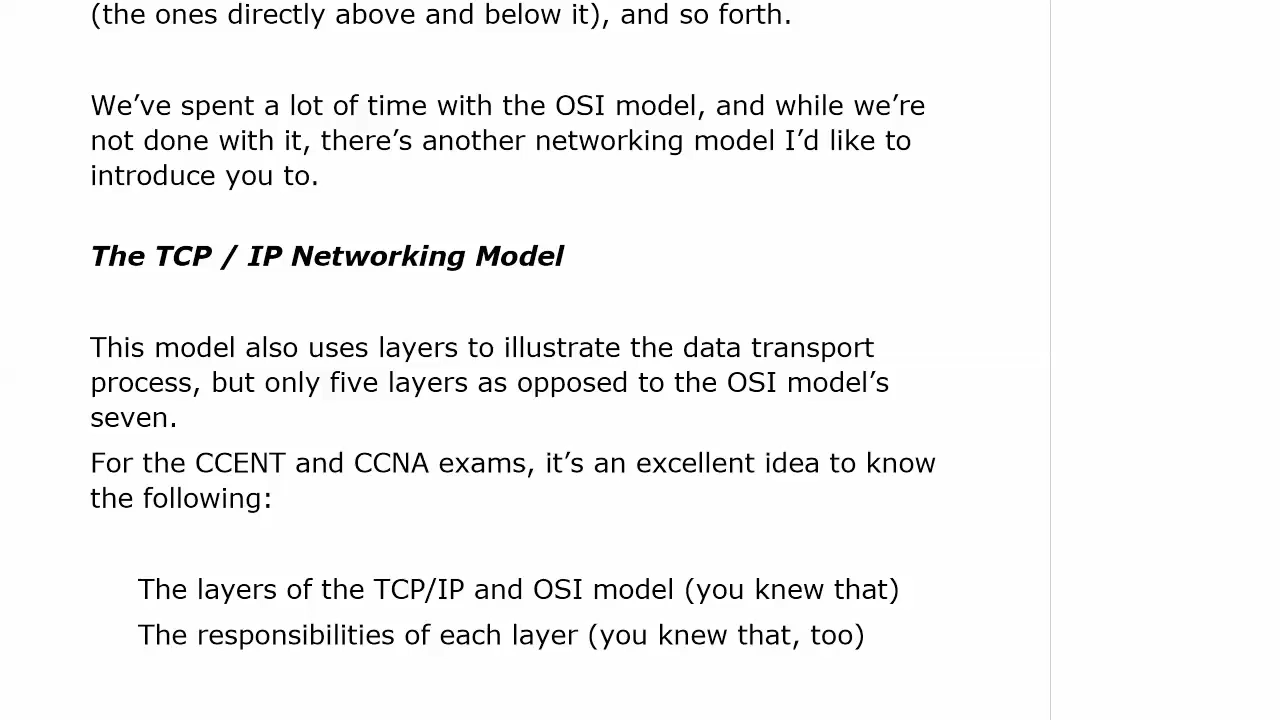 (the ones directly above and below it), and so forth.
We’ve spent a lot of time with the OSI model, and while we’re
not done with it, there’s another networking model I’d like to
introduce you to.
The TCP / IP Networking Model
This model also uses layers to illustrate the data transport
process, but only five layers as opposed to the OSI model’s
seven.
For the CCENT and CCNA exams, it’s an excellent idea to know
the following:
The layers of the TCP/IP and OSI model (you knew that)
The responsibilities of each layer (you knew that, too)